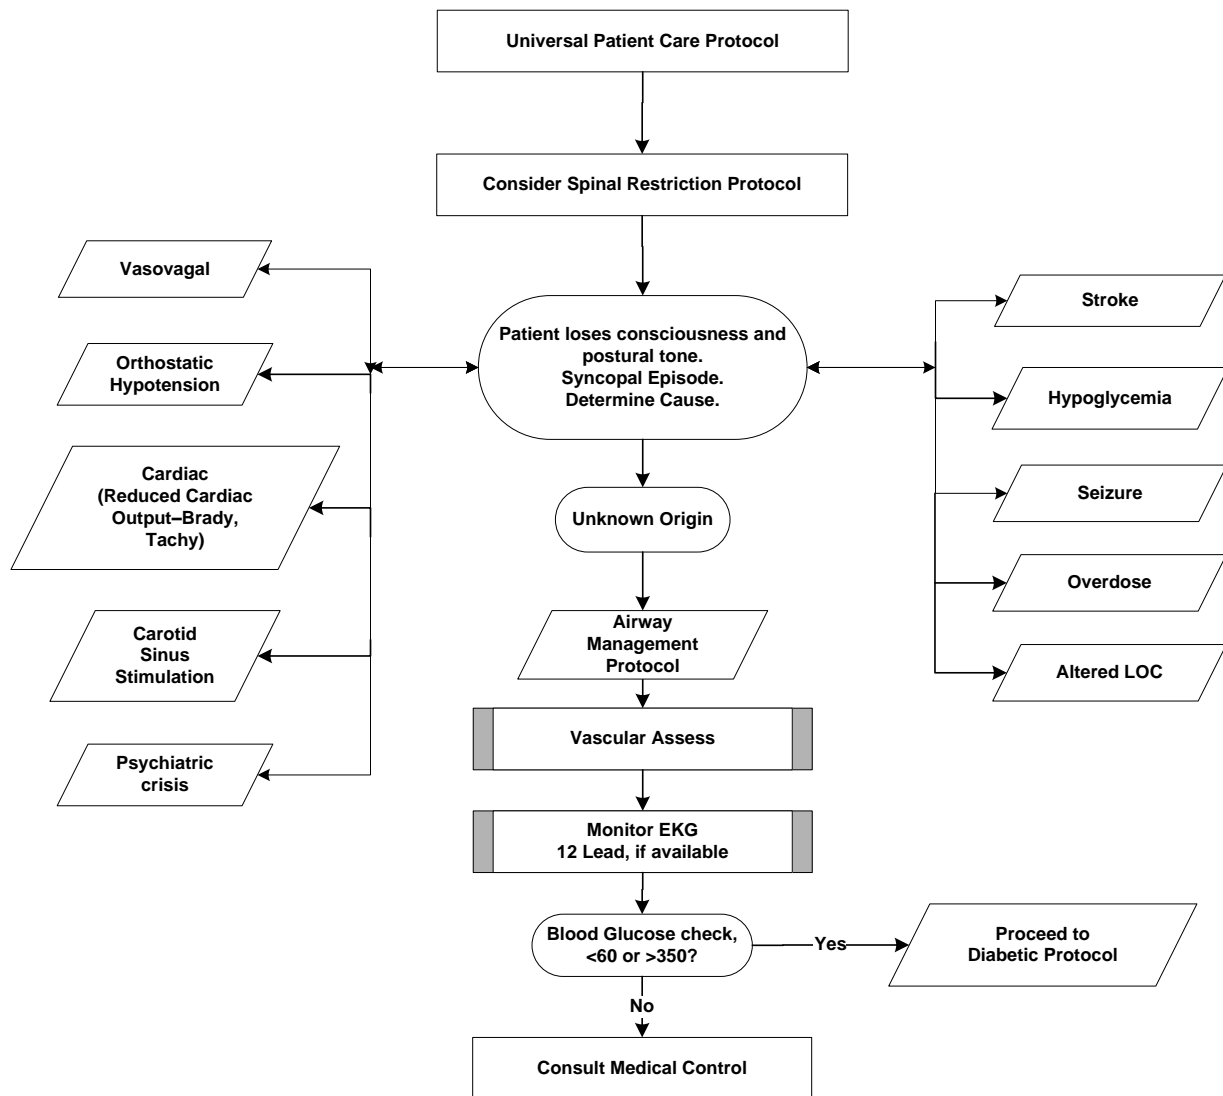 Universal Patient Care Protocol
Consider Spinal Restriction Protocol
Vasovagal
Orthostatic
Hypotension
Cardiac
(Reduced Cardiac
Output–Brady,
Tachy)
Carotid
Sinus
Stimulation
Psychiatric
crisis
Patient loses consciousness and
postural tone.
Syncopal Episode.
Determine Cause.
Stroke
Hypoglycemia
Seizure
Overdose
Altered LOC
Unknown Origin
Airway
Management
Protocol
Vascular Assess
Monitor EKG
12 Lead, if available
Blood Glucose check,
<60 or >350?
Yes
Proceed to
Diabetic Protocol
No
Consult Medical Control